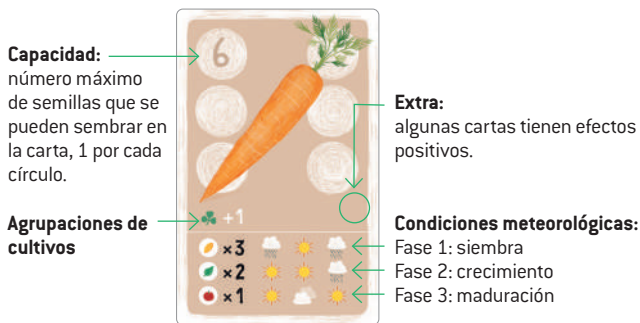 Capacidad:
número máximo
de semillas que se
pueden sembrar en
la carta, 1 por cada
círculo.
Agrupaciones de
cultivos
6
+1
×3
×2
×1
Extra:
algunas cartas tienen efectos
positivos.
Condiciones meteorológicas:
Fase 1: siembra
Fase 2: crecimiento
Fase 3: maduración